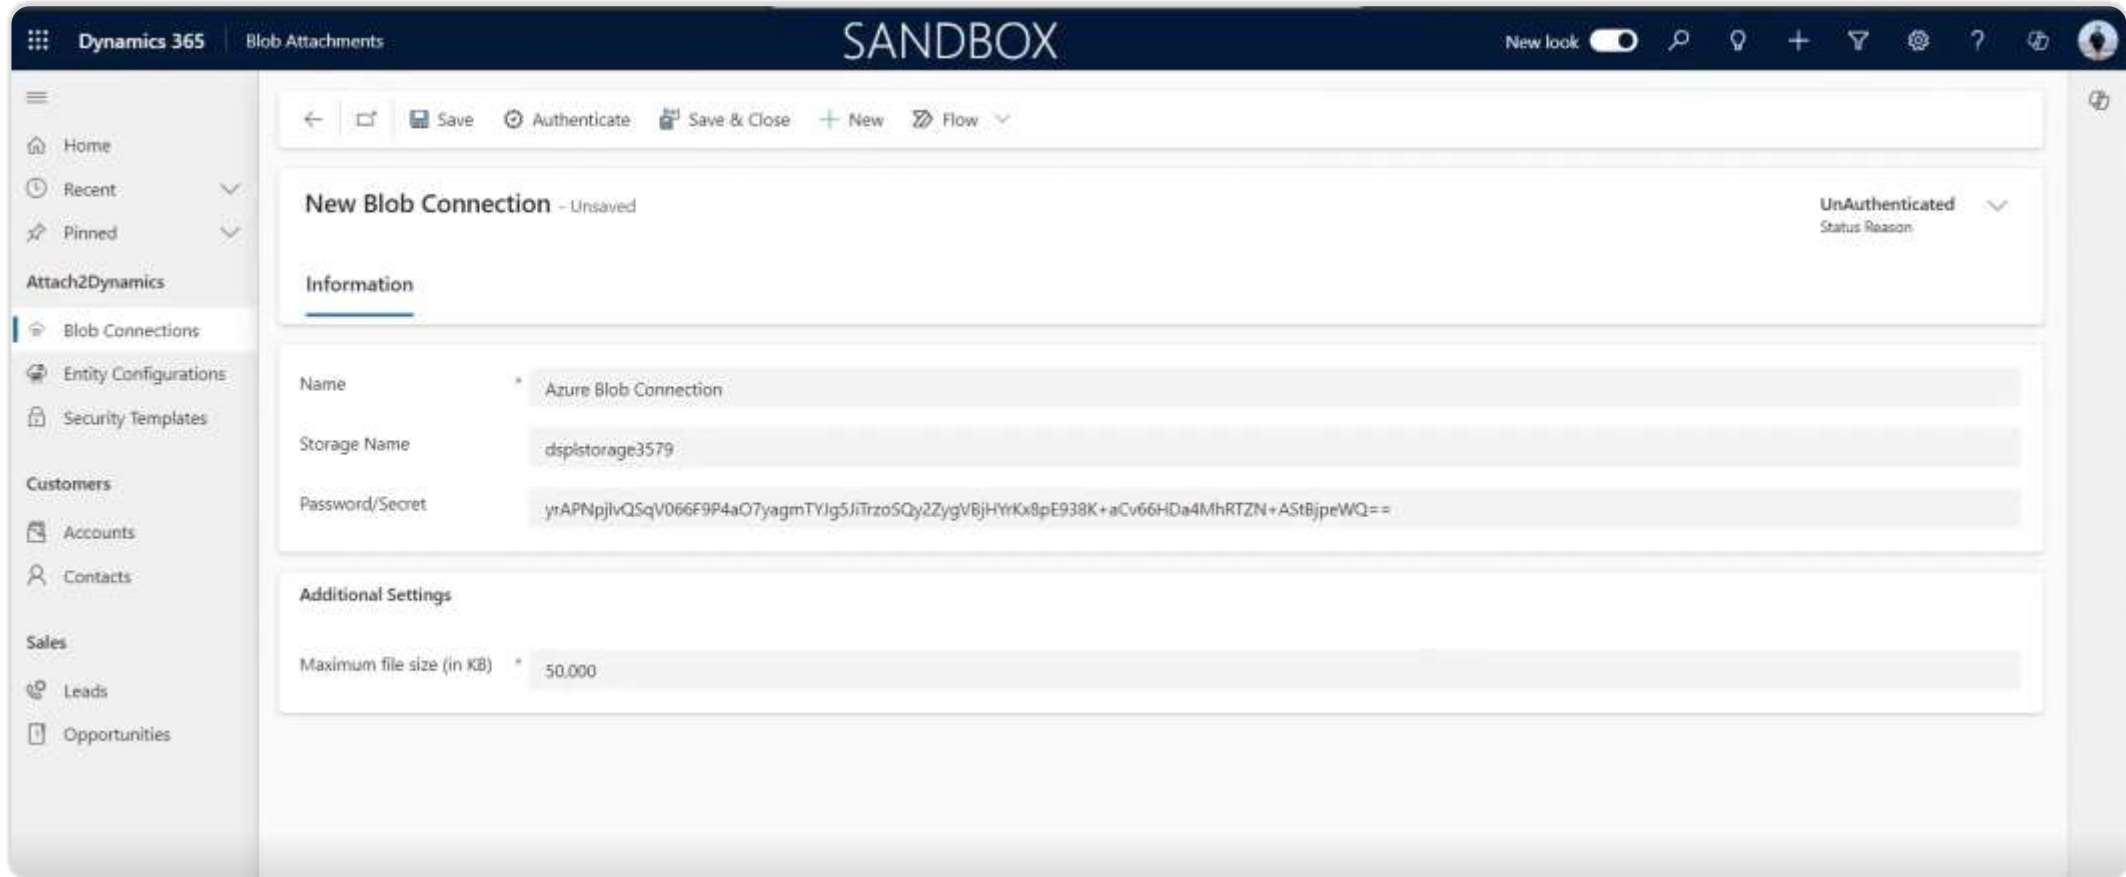 Dynamics 365 Blob Attachments SANDBOX New look
Save Authenticate Save & Close + New Flow
Home
Recent
Pinned
Attach2Dynamics
Blob Connections
Entity Configurations
Security Templates
Customers
Accounts
Contacts
Sales
Leads
Opportunities
New Blob Connection - Unsaved
UnAuthenticated
Status Reason
Information
Name * Azure Blob Connection
Storage Name dsplstorage3579
Password/Secret
Additional Settings
Maximum file size (in KB) * 50,000